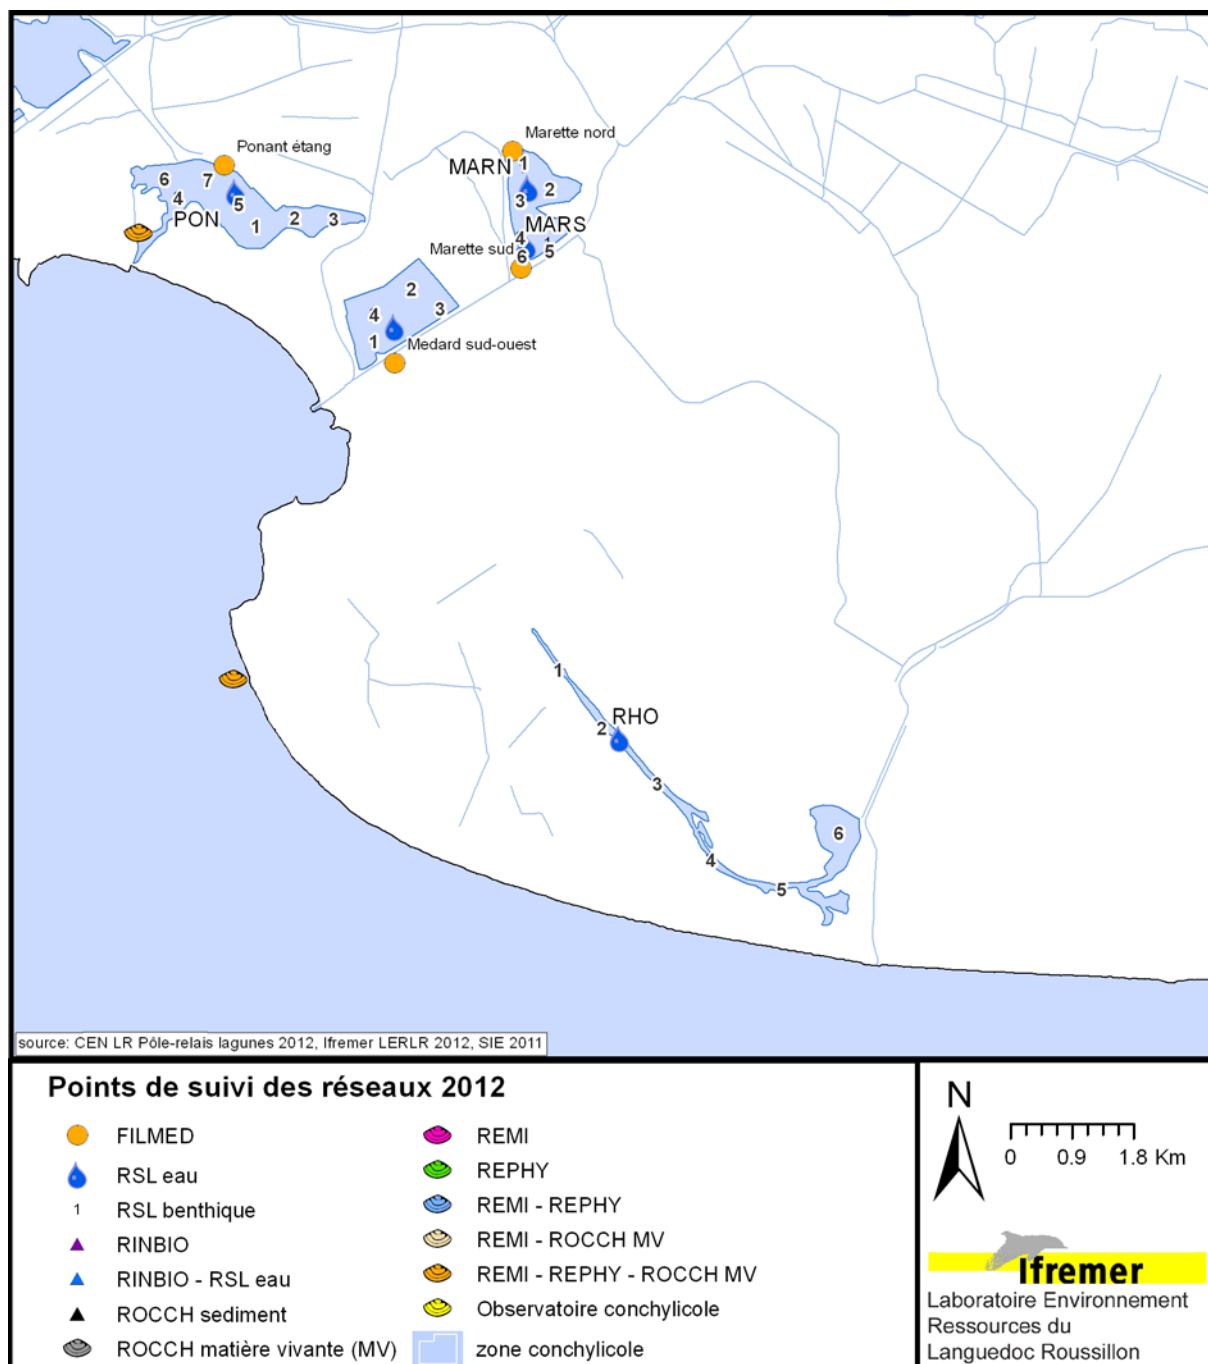 Marette nord
Ponant étang
MARN
1
6
7
2
4
5
3
PON
1
2
3
MARS
4
1
Marette sud
5
6
2
4
3
1
Medard sud-ouest
1
RHO
2
3
6
4
5
source: CEN LR Pôle-relais lagunes 2012, Ifremer LERLR 2012, SIE 2011
Points de suivi des réseaux 2012
FILMED
RSL eau
1 RSL benthique
RINBIO
RINBIO - RSL eau
ROCCH sediment
ROCCH matière vivante (MV)
REMI
REPHY
REMI - REPHY
REMI - ROCCH MV
REMI - REPHY - ROCCH MV
Observatoire conchylicole
zone conchylicole
N
0 0.9 1.8 Km
Ifremer
Laboratoire Environnement
Ressources du
Languedoc Roussillon